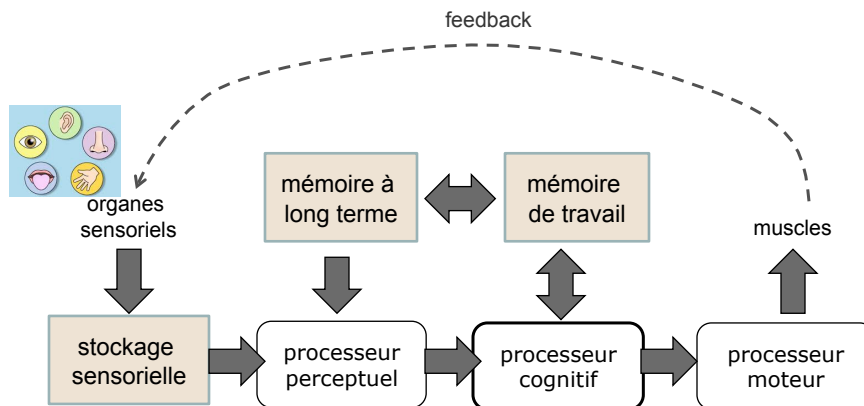 feedback
organes
sensoriels
mémoire à
long terme
mémoire
de travail
muscles
stockage
sensorielle
processeur
perceptuel
processeur
cognitif
processeur
moteur